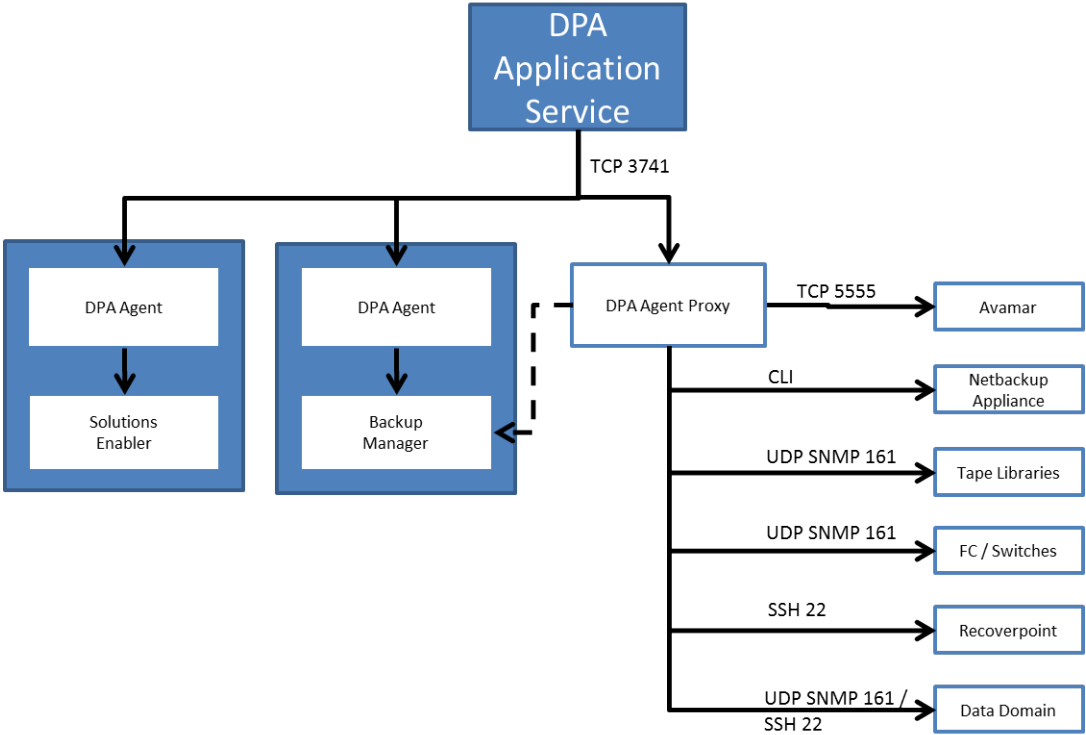 DPA
Application
Service
TCP 3741
DPA Agent
Solutions
Enabler
DPA Agent
Backup
Manager
DPA Agent Proxy
TCP 5555
Avamar
CLI
Netbackup
Appliance
UDP SNMP 161
Tape Libraries
UDP SNMP 161
FC / Switches
SSH 22
Recoverpoint
UDP SNMP 161 /
SSH 22
Data Domain